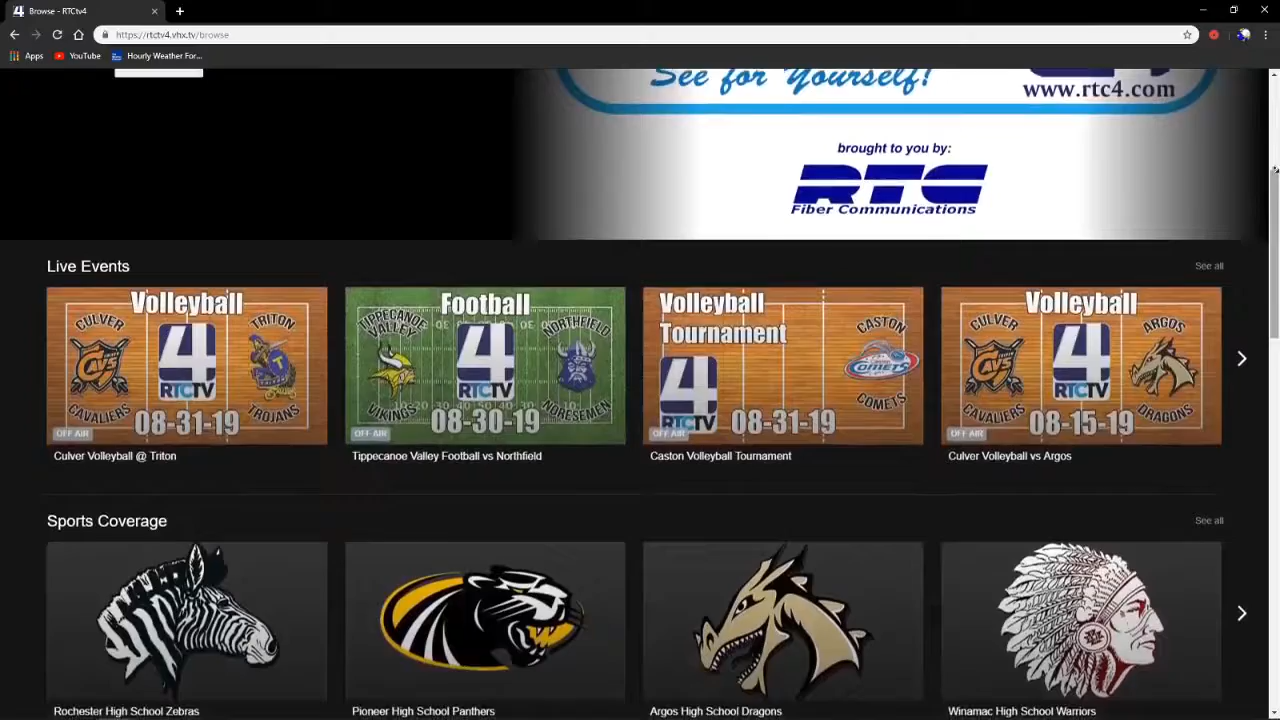 Browse - RTCtv4
https://rtctv4.vhx.tv/browse
Apps YouTube Hourly Weather For...
See for Yourself!
www.rtc4.com
brought to you by:
RTC
Fiber Communications
Live Events See all
Volleyball
CULVER CAVS CAVALIERS
4 RTCTV
TRITON T TROJANS
08-31-19
OFF AIR
Culver Volleyball @ Triton
Football
TIPPECANOE VALLEY VIKINGS
4 RTCTV
NORTHFIELD NORSEMEN
08-30-19
OFF AIR
Tippecanoe Valley Football vs Northfield
Volleyball
Tournament
4 RTCTV
CASTON COMETS COMETS
08-31-19
OFF AIR
Caston Volleyball Tournament
Volleyball
CULVER CAVS CAVALIERS
4 RTCTV
ARGOS DRAGONS
08-15-19
OFF AIR
Culver Volleyball vs Argos
Sports Coverage See all
Rochester High School Zebras
Pioneer High School Panthers
Argos High School Dragons
Winamac High School Warriors